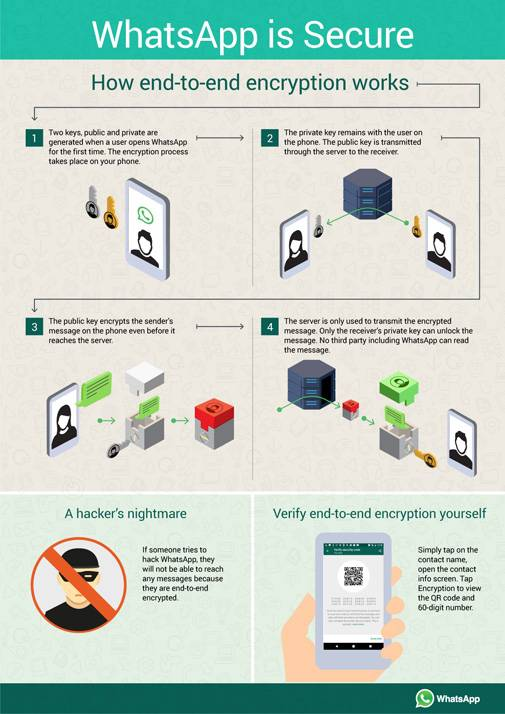 WhatsApp is Secure
How end-to-end encryption works
1
Two keys, public and private are
generated when a user opens WhatsApp
for the first time. The encryption process
takes place on your phone.
2
The private key remains with the user on
the phone. The public key is transmitted
through the server to the receiver.
3
The public key encrypts the sender's
message on the phone even before it
reaches the server.
4
The server is only used to transmit the encrypted
message. Only the receiver's private key can unlock the
message. No third party including WhatsApp can read
the message.
A hacker's nightmare
If someone tries to
hack WhatsApp, they
will not be able to reach
any messages because
they are end-to-end
encrypted.
Verify end-to-end encryption yourself
Simply tap on the
contact name,
open the contact
info screen. Tap
Encryption to view
the QR code and
60-digit number.
WhatsApp